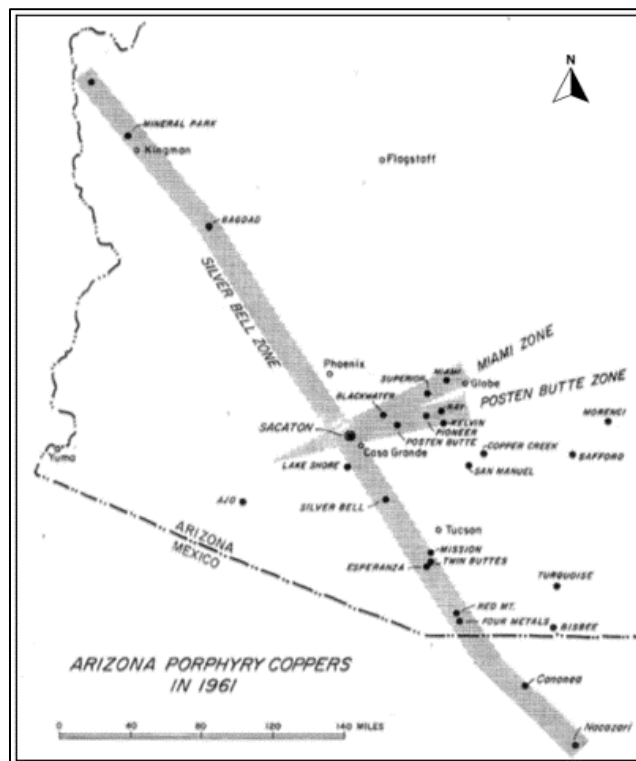 N
MINERAL PARK
Kingman
Flagstaff
BAGDAD
SILVER BELL ZONE
Phoenix
MIAMI ZONE
SUPERIOR
MIAMI
Globe
BLACKWATER
POSTEN BUTTE ZONE
RAY
MORENCI
SACATON
KELVIN
PIONEER
POSTEN BUTTE
Casa Grande
COPPER CREEK
Yuma
LAKE SHORE
SAN MANUEL
SAFFORD
AJO
SILVER BELL
ARIZONA
MEXICO
Tucson
MISSION
TWIN BUTTES
ESPERANZA
TURQUOISE
RED MT.
FOUR METALS
BISBEE
ARIZONA PORPHYRY COPPERS
IN 1961
Cananea
0 40 80 140 MILES
Nacozari